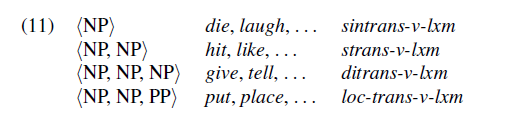 (11) ⟨NP⟩ die, laugh, ... sintrans-v-lxm
⟨NP, NP⟩ hit, like, ... strans-v-lxm
⟨NP, NP, NP⟩ give, tell, ... ditrans-v-lxm
⟨NP, NP, PP⟩ put, place, ... loc-trans-v-lxm